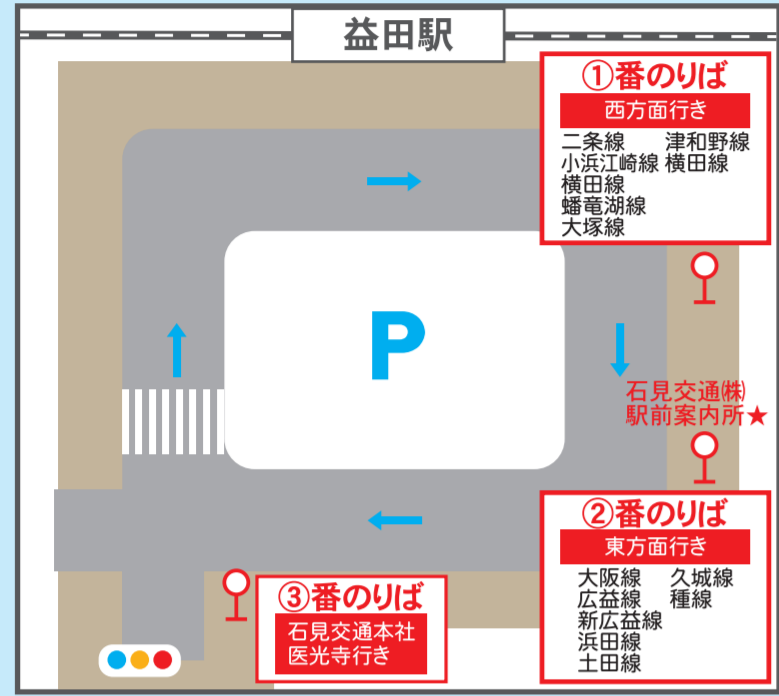 益田駅
①番のりば
西方面行き
二条線 津和野線
小浜江崎線 横田線
横田線
蟠竜湖線
大塚線
P
石見交通㈱
駅前案内所★
②番のりば
東方面行き
大阪線 久城線
広益線 種線
新広益線
浜田線
土田線
③番のりば
石見交通本社
医光寺行き